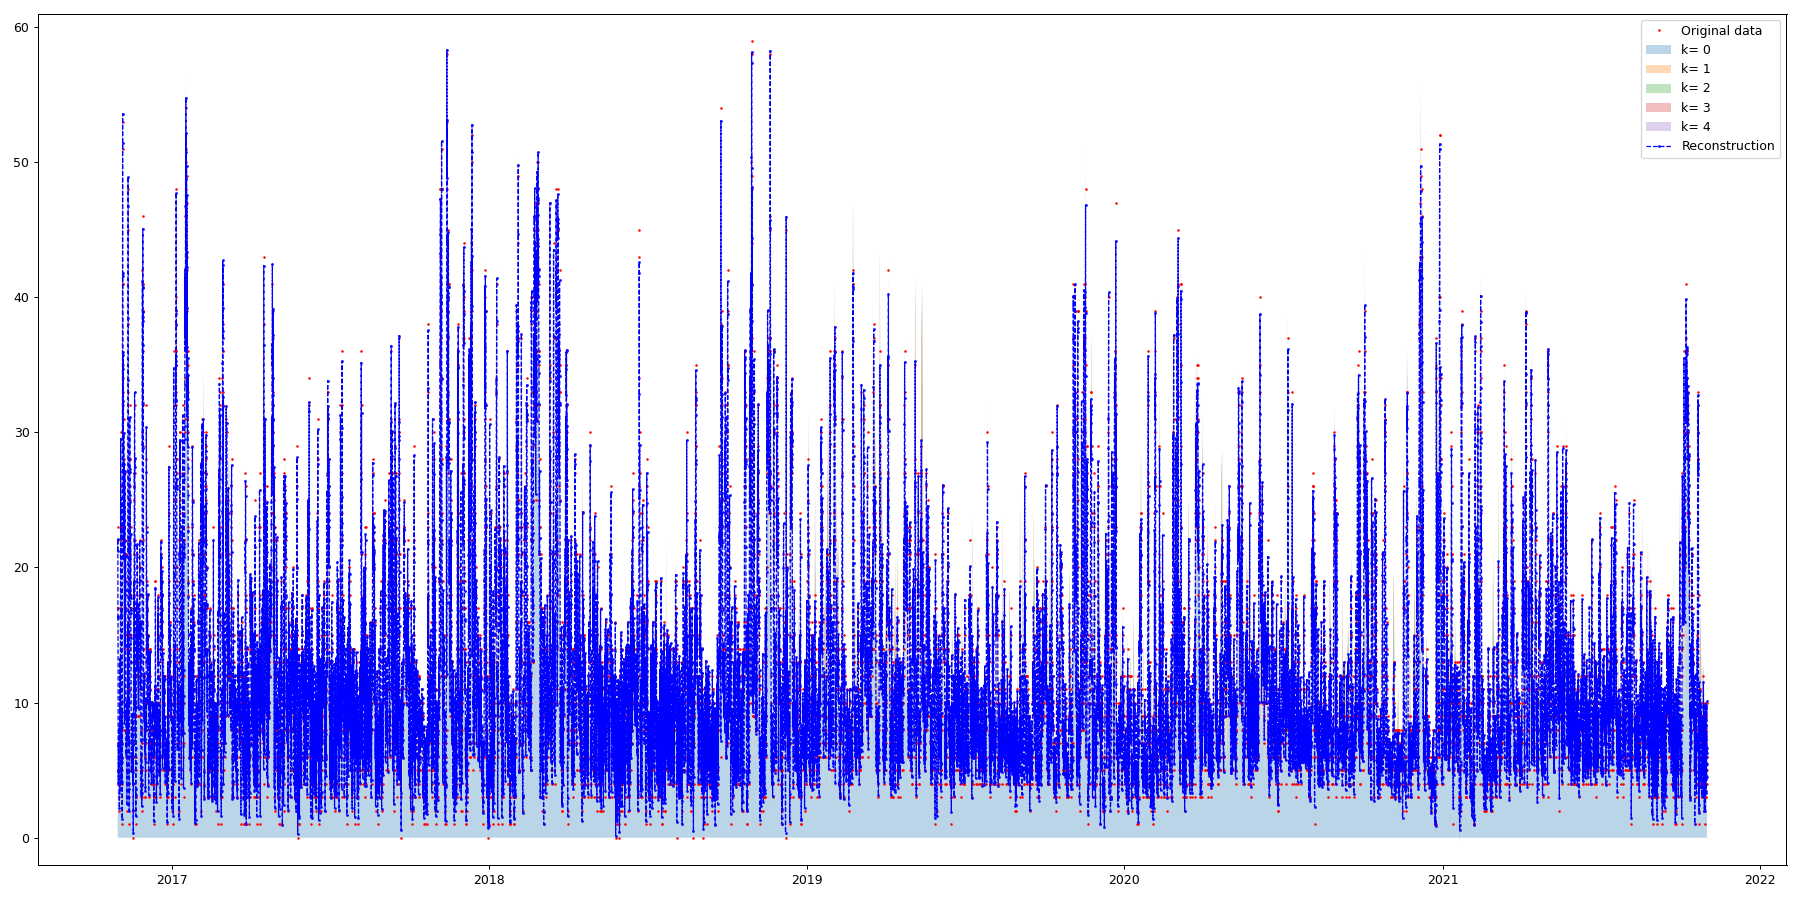 60
50
40
30
20
10
0
2017
2018
2019
2020
2021
2022
Original data
k= 0
k= 1
k= 2
k= 3
k= 4
Reconstruction